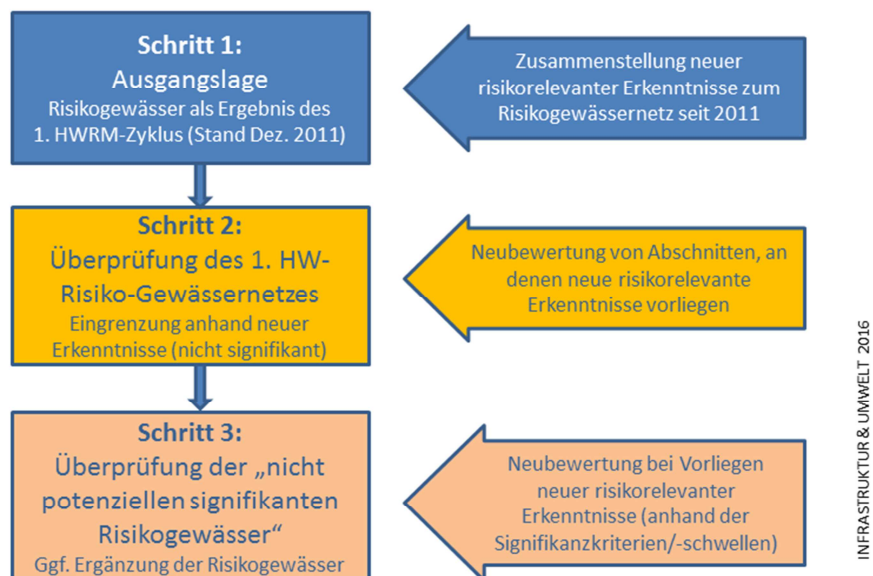 Schritt 1:
Ausgangslage
Risikogewässer als Ergebnis des
1. HWRM-Zyklus (Stand Dez. 2011)
Zusammenstellung neuer
risikorelevanter Erkenntnisse zum
Risikogewässernetz seit 2011
Schritt 2:
Überprüfung des 1. HW-
Risiko-Gewässernetzes
Eingrenzung anhand neuer
Erkenntnisse (nicht signifikant)
Neubewertung von Abschnitten, an
denen neue risikorelevante
Erkenntnisse vorliegen
Schritt 3:
Überprüfung der „nicht
potenziellen signifikanten
Risikogewässer“
Ggf. Ergänzung der Risikogewässer
Neubewertung bei Vorliegen
neuer risikorelevanter
Erkenntnisse (anhand der
Signifikanzkriterien/-schwellen)
INFRASTRUKTUR & UMWELT 2016